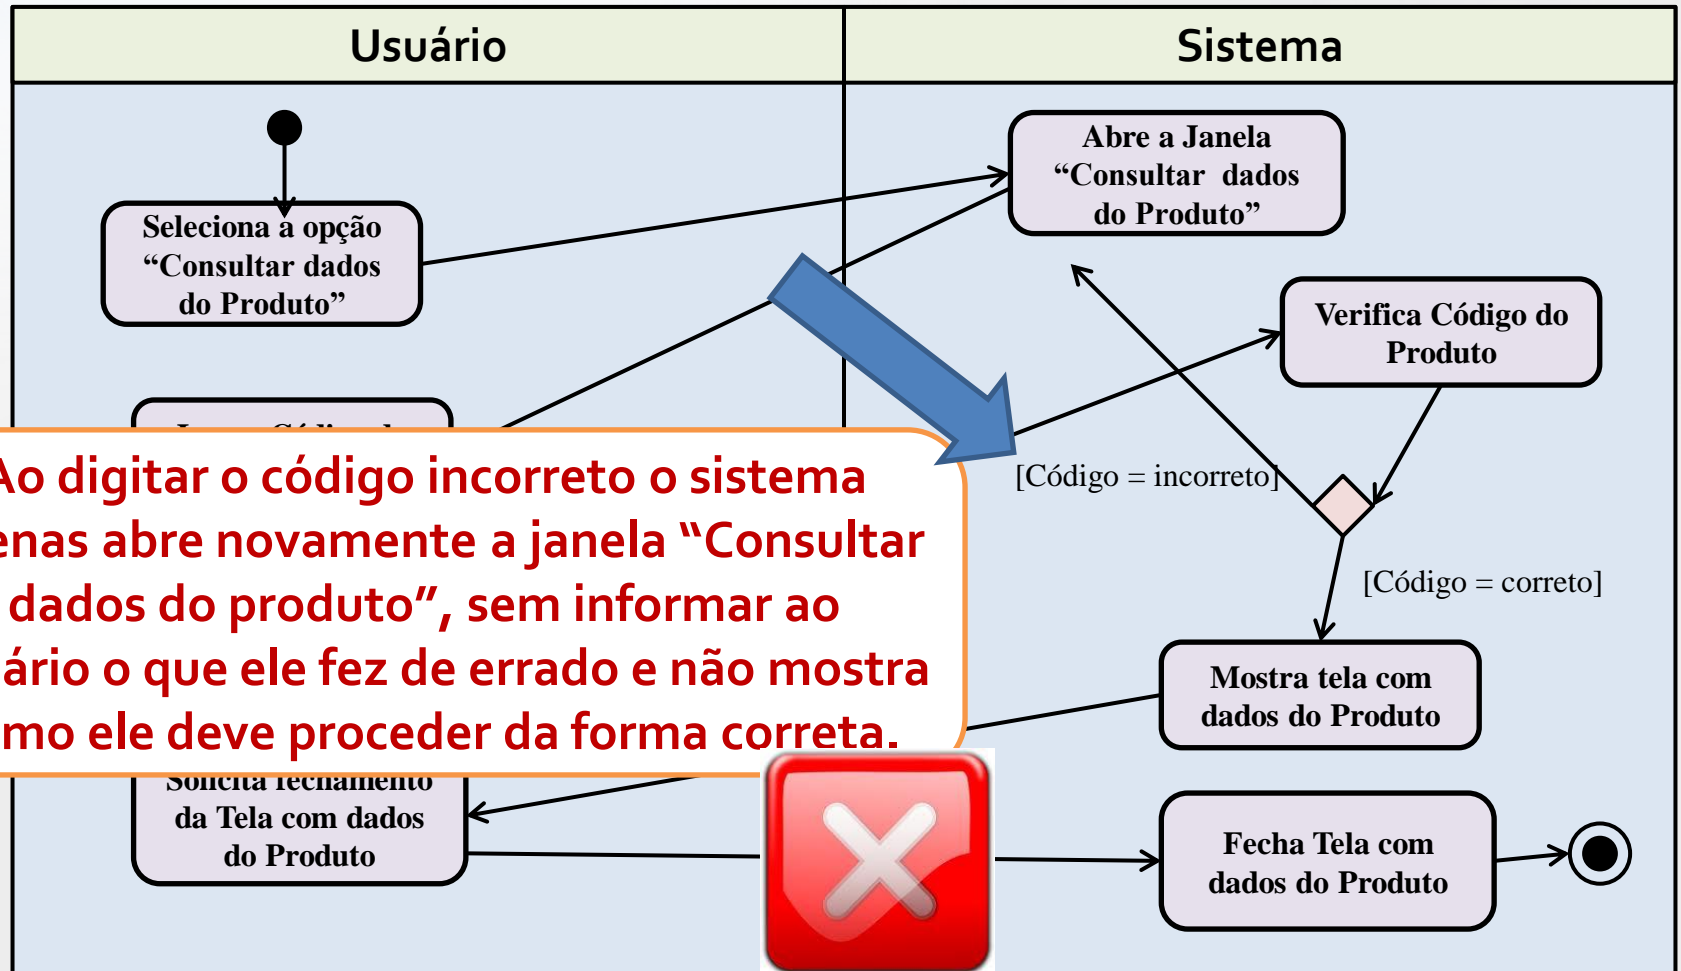 Usuário
Sistema
Seleciona a opção
“Consultar dados
do Produto”
Abre a Janela
“Consultar dados
do Produto”
Verifica Código do
Produto
[Código = incorreto]
[Código = correto]
Ao digitar o código incorreto o sistema
abre novamente a janela “Consultar
dados do produto”, sem informar ao
o que ele fez de errado e não mostra
ele deve proceder da forma correta.
Mostra tela com
dados do Produto
Solicita fechamento
da Tela com dados
do Produto
Fecha Tela com
dados do Produto